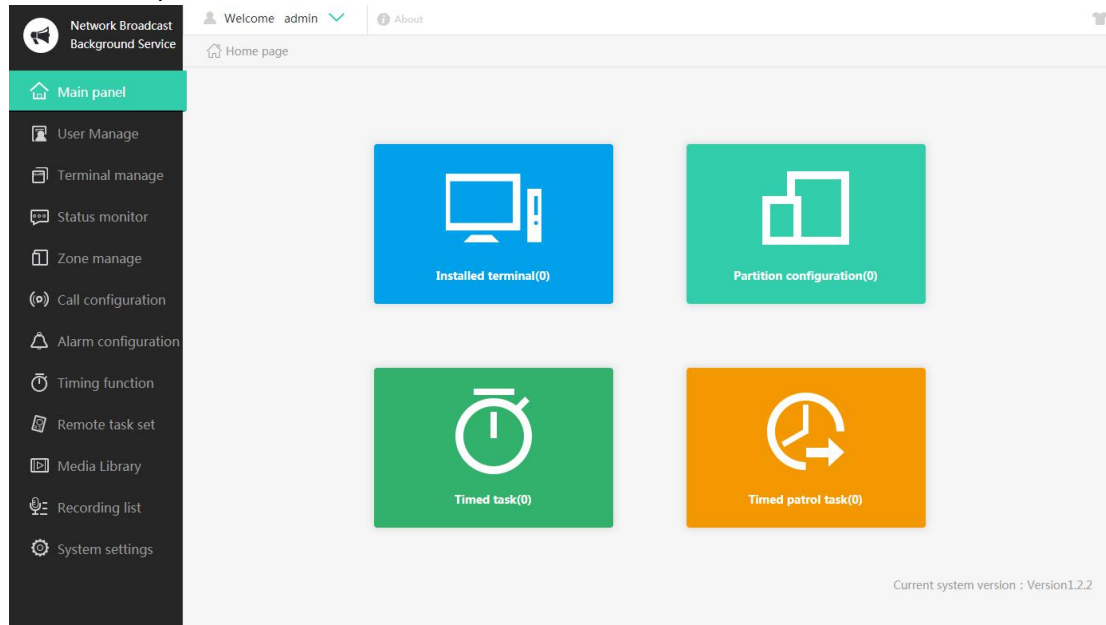 Network Broadcast
Background Service
Welcome admin
About
Home page
Main panel
User Manage
Terminal manage
Status monitor
Zone manage
Call configuration
Alarm configuration
Timing function
Remote task set
Media Library
Recording list
System settings
Installed terminal(0)
Partition configuration(0)
Timed task(0)
Timed patrol task(0)
Current system version：Version1.2.2